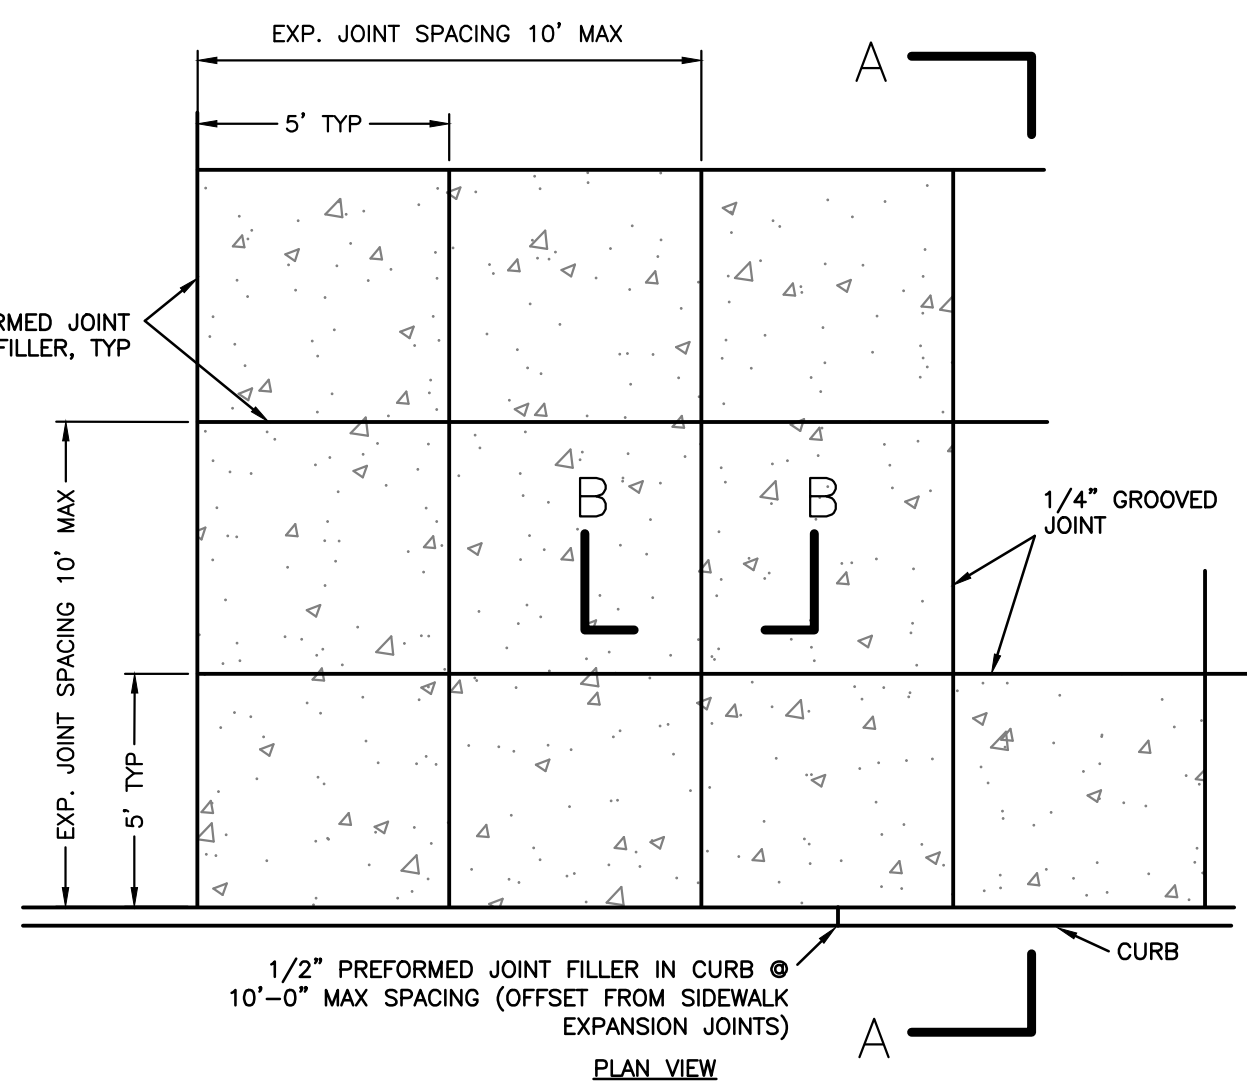 EXP. JOINT SPACING 10' MAX
A
5' TYP
JOINT
FILLER, TYP
B
B
1/4" GROOVED
JOINT
EXP. JOINT SPACING 10' MAX
5' TYP
CURB
1/2" PREFORMED JOINT FILLER IN CURB @
10'-0" MAX SPACING (OFFSET FROM SIDEWALK
EXPANSION JOINTS)
A
PLAN VIEW